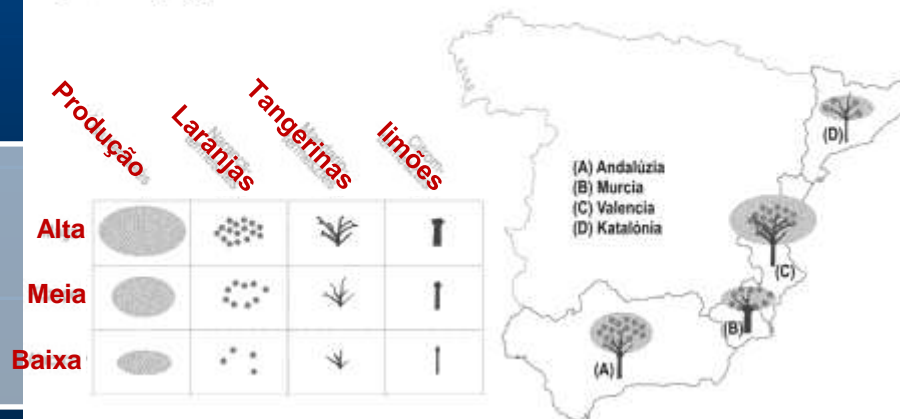 Produção
Laranjas
Tangerinas
limões
Alta
Meia
Baixa
(A) Andalúzia
(B) Murcia
(C) Valencia
(D) Katalónia
(D)
(C)
(B)
(A)